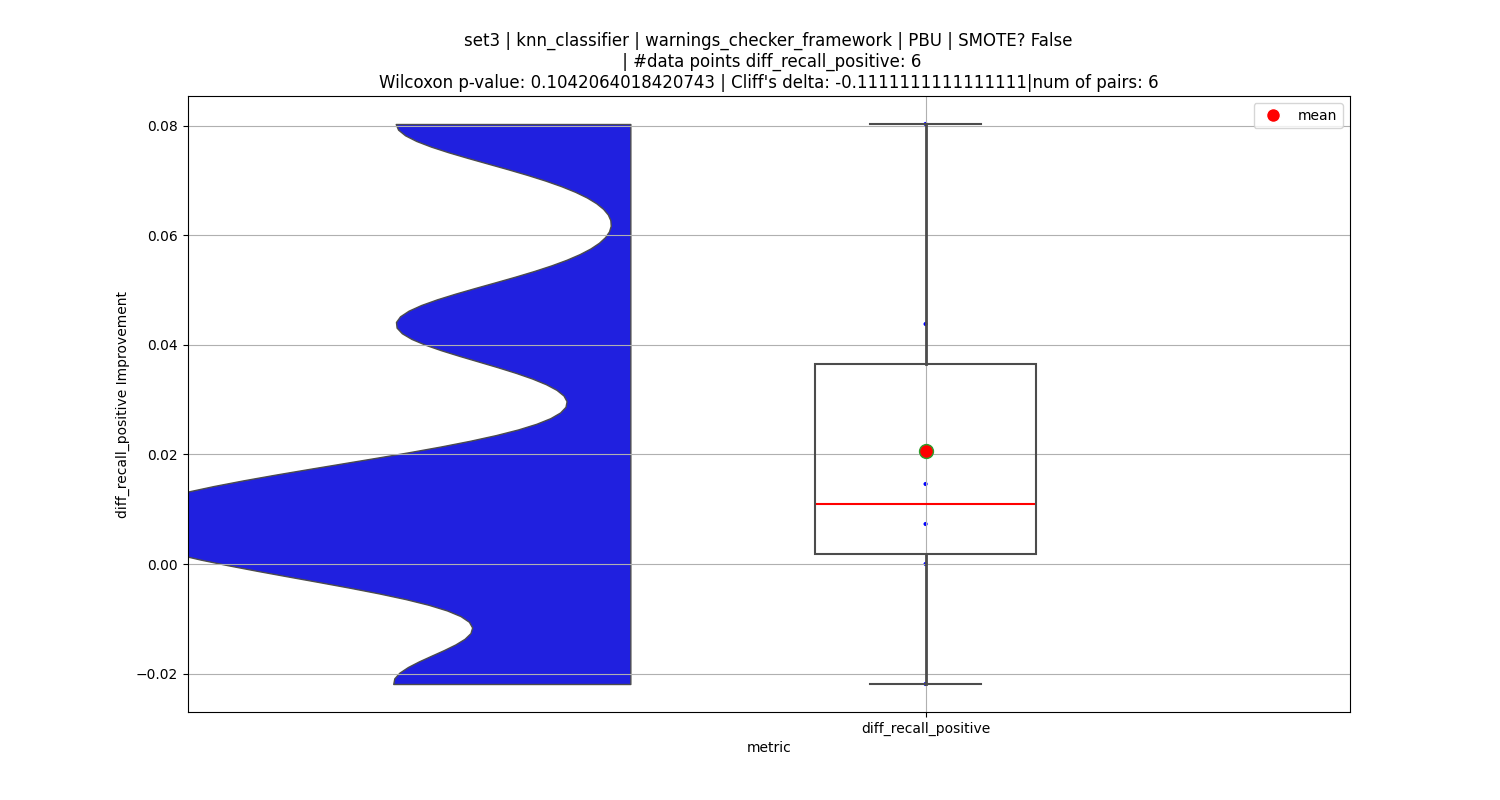 set3 | knn_classifier | warnings_checker_framework | PBU | SMOTE? False
| #data points diff_recall_positive: 6
Wilcoxon p-value: 0.1042064018420743 | Cliff's delta: -0.1111111111111111|num of pairs: 6
mean
0.08
0.06
0.04
0.02
0.00
−0.02
diff_recall_positive Improvement
diff_recall_positive
metric